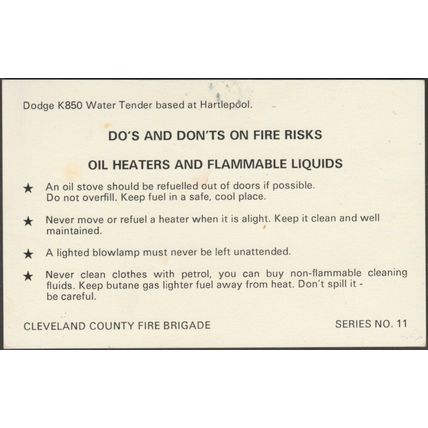 Dodge K850 Water Tender based at Hartlepool.
DO'S AND DON'TS ON FIRE RISKS
OIL HEATERS AND FLAMMABLE LIQUIDS
★ An oil stove should be refuelled out of doors if possible.
Do not overfill. Keep fuel in a safe, cool place.
★ Never move or refuel a heater when it is alight. Keep it clean and well
maintained.
★ A lighted blowlamp must never be left unattended.
★ Never clean clothes with petrol, you can buy non-flammable cleaning
fluids. Keep butane gas lighter fuel away from heat. Don't spill it -
be careful.
CLEVELAND COUNTY FIRE BRIGADE SERIES NO. 11